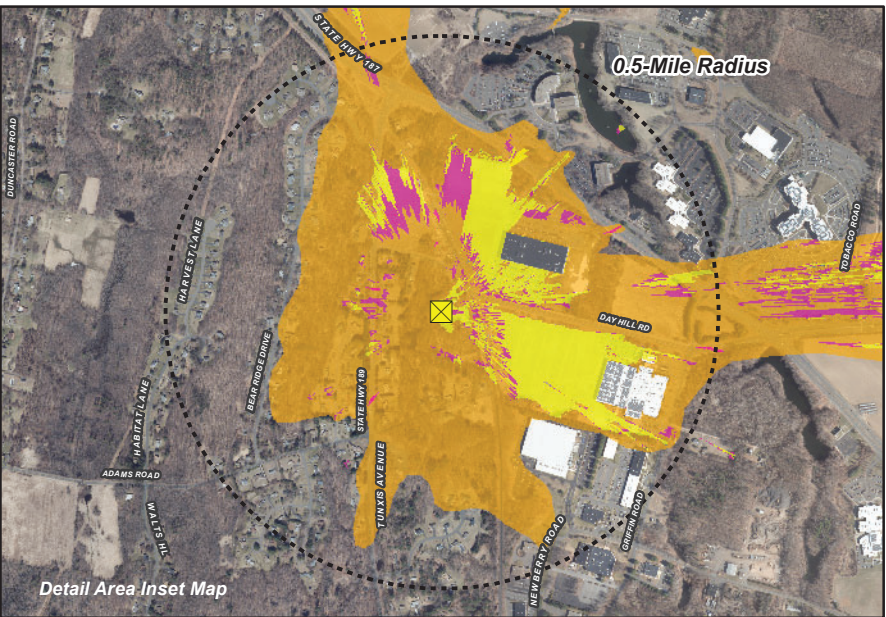 STATE HWY 187
0.5-Mile Radius
DUNCASTER ROAD
HARVEST LANE
TOBACCO ROAD
DAY HILL RD
BEAR RIDGE DRIVE
STATE HWY 189
HABITAT LANE
TUNXIS AVENUE
ADAMS ROAD
WALTS HL
GRIFFIN ROAD
NEWBERRY ROAD
Detail Area Inset Map